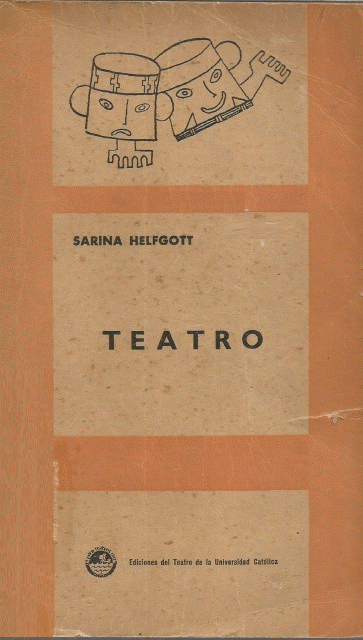 SARINA HELFGOTT
TEATRO
Ediciones del Teatro de la Universidad Católica